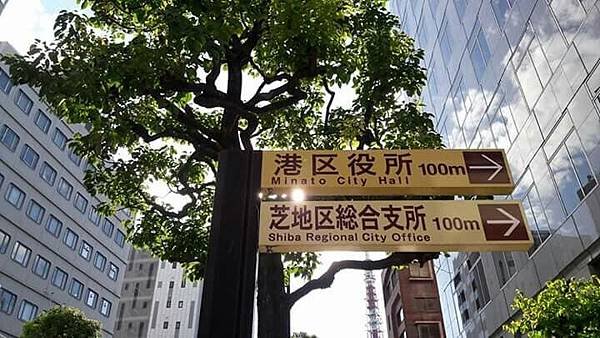 港区役所 100m
Minato City Hall
芝地区総合支所 100m
Shiba Regional City Office